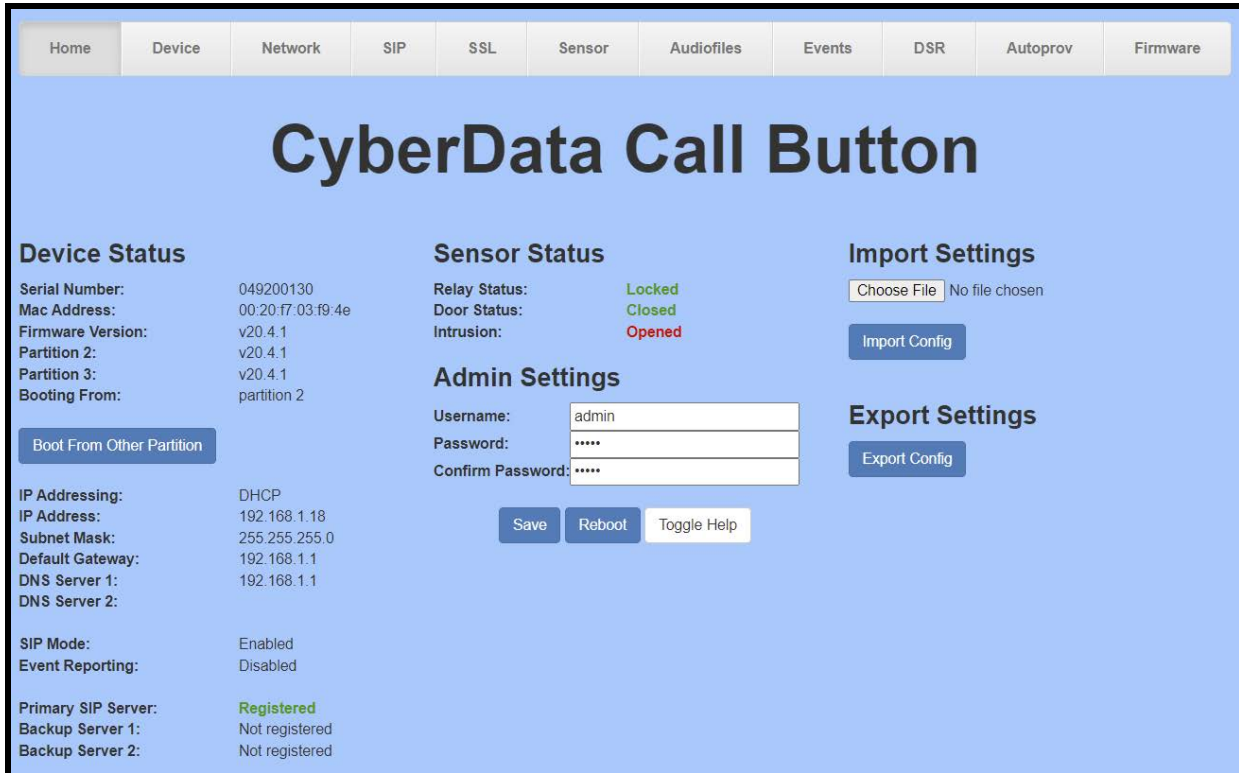 Home Device Network SIP SSL Sensor Audiofiles Events DSR Autoprov Firmware
CyberData Call Button
Device Status
Serial Number: 049200130
Mac Address: 00:20:f7:03:f9:4e
Firmware Version: v20.4.1
Partition 2: v20.4.1
Partition 3: v20.4.1
Booting From: partition 2
Boot From Other Partition
IP Addressing: DHCP
IP Address: 192.168.1.18
Subnet Mask: 255.255.255.0
Default Gateway: 192.168.1.1
DNS Server 1: 192.168.1.1
DNS Server 2:
SIP Mode: Enabled
Event Reporting: Disabled
Primary SIP Server: Registered
Backup Server 1: Not registered
Backup Server 2: Not registered
Sensor Status
Relay Status: Locked
Door Status: Closed
Intrusion: Opened
Admin Settings
Username: admin
Password: •••••
Confirm Password: •••••
Save Reboot Toggle Help
Import Settings
Choose File No file chosen
Import Config
Export Settings
Export Config